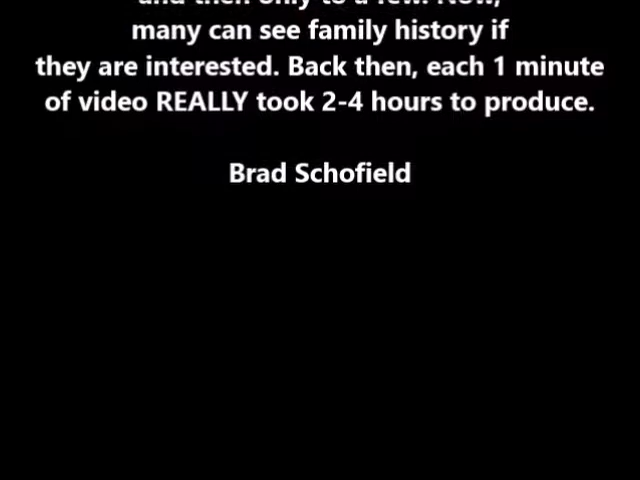 and then only to a few. Now,
many can see family history if
they are interested. Back then, each 1 minute
of video REALLY took 2-4 hours to produce.
Brad Schofield